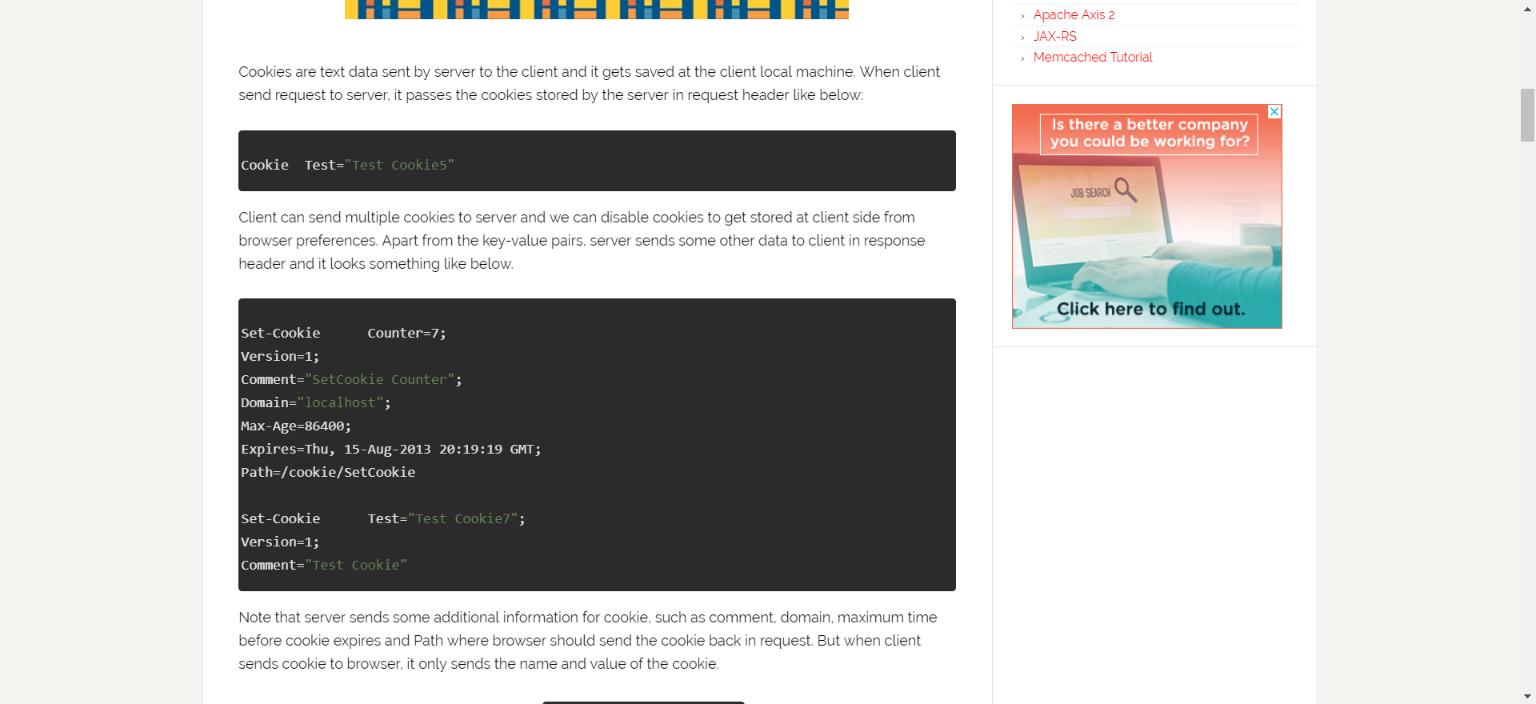 Cookies are text data sent by server to the client and it gets saved at the client local machine. When client
send request to server, it passes the cookies stored by the server in request header like below:
Cookie  Test="Test Cookie5"
Client can send multiple cookies to server and we can disable cookies to get stored at client side from
browser preferences. Apart from the key-value pairs, server sends some other data to client in response
header and it looks something like below.
Set-Cookie      Counter=7;
Version=1;
Comment="SetCookie Counter";
Domain="localhost";
Max-Age=86400;
Expires=Thu, 15-Aug-2013 20:19:19 GMT;
Path=/cookie/SetCookie
Set-Cookie      Test="Test Cookie7";
Version=1;
Comment="Test Cookie"
Note that server sends some additional information for cookie, such as comment, domain, maximum time
before cookie expires and Path where browser should send the cookie back in request. But when client
sends cookie to browser, it only sends the name and value of the cookie.
› Apache Axis 2
› JAX-RS
› Memcached Tutorial
Is there a better company
you could be working for?
JOB SEARCH
Click here to find out.